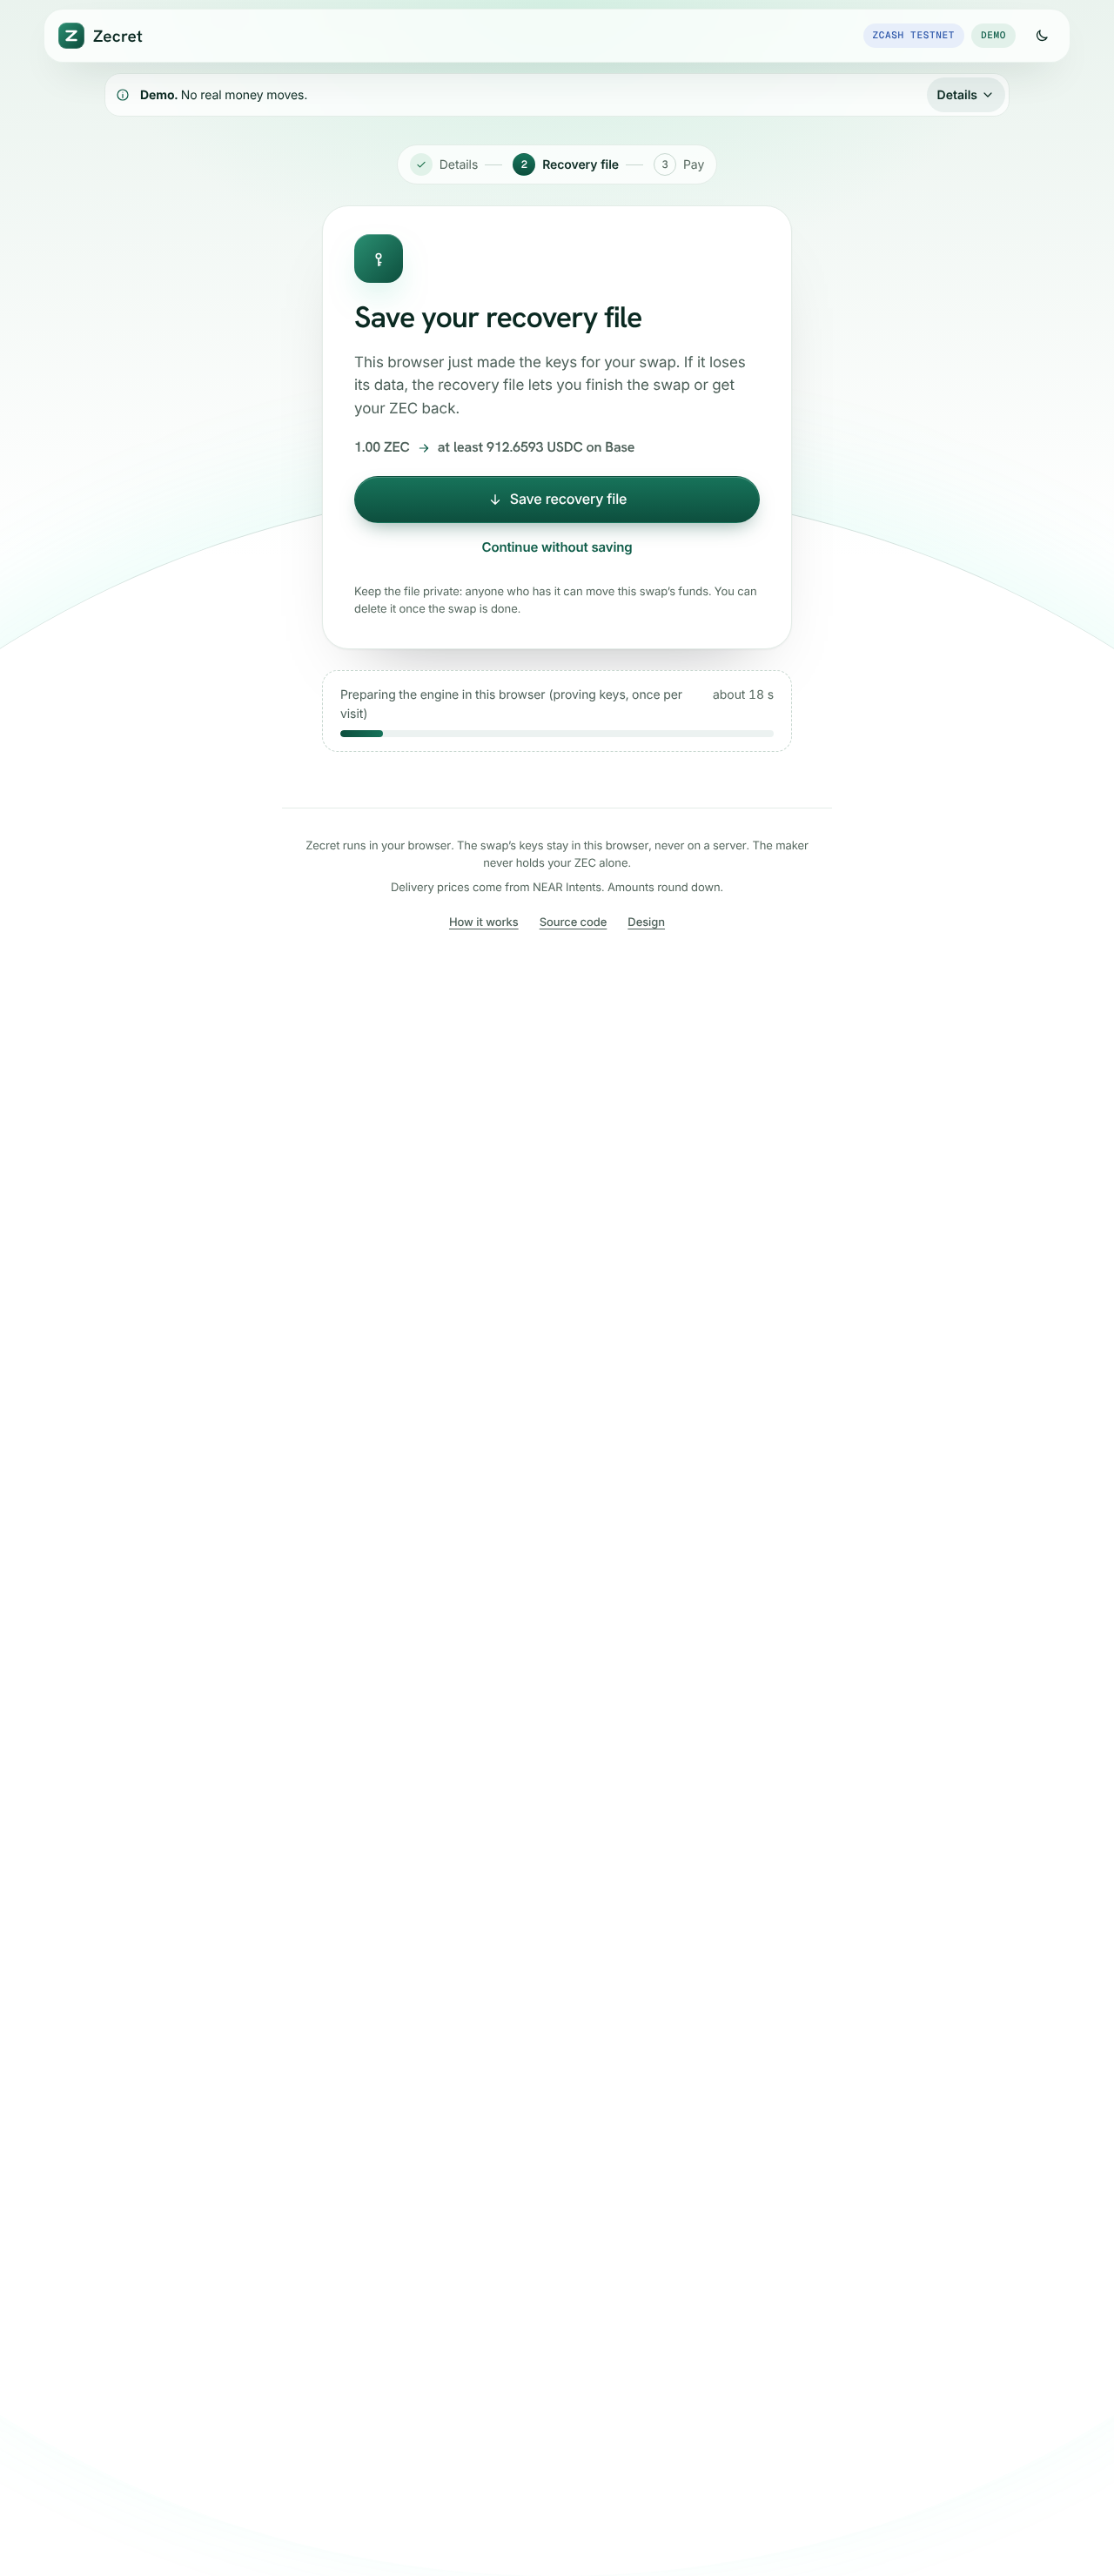 Z Zecret
ZCASH TESTNET DEMO
Demo. No real money moves.
Details
Details 2 Recovery file 3 Pay
Save your recovery file
This browser just made the keys for your swap. If it loses
its data, the recovery file lets you finish the swap or get
your ZEC back.
1.00 ZEC → at least 912.6593 USDC on Base
↓ Save recovery file
Continue without saving
Keep the file private: anyone who has it can move this swap's funds. You can
delete it once the swap is done.
Preparing the engine in this browser (proving keys, once per
visit)
about 18 s
Zecret runs in your browser. The swap's keys stay in this browser, never on a server. The maker
never holds your ZEC alone.
Delivery prices come from NEAR Intents. Amounts round down.
How it works Source code Design